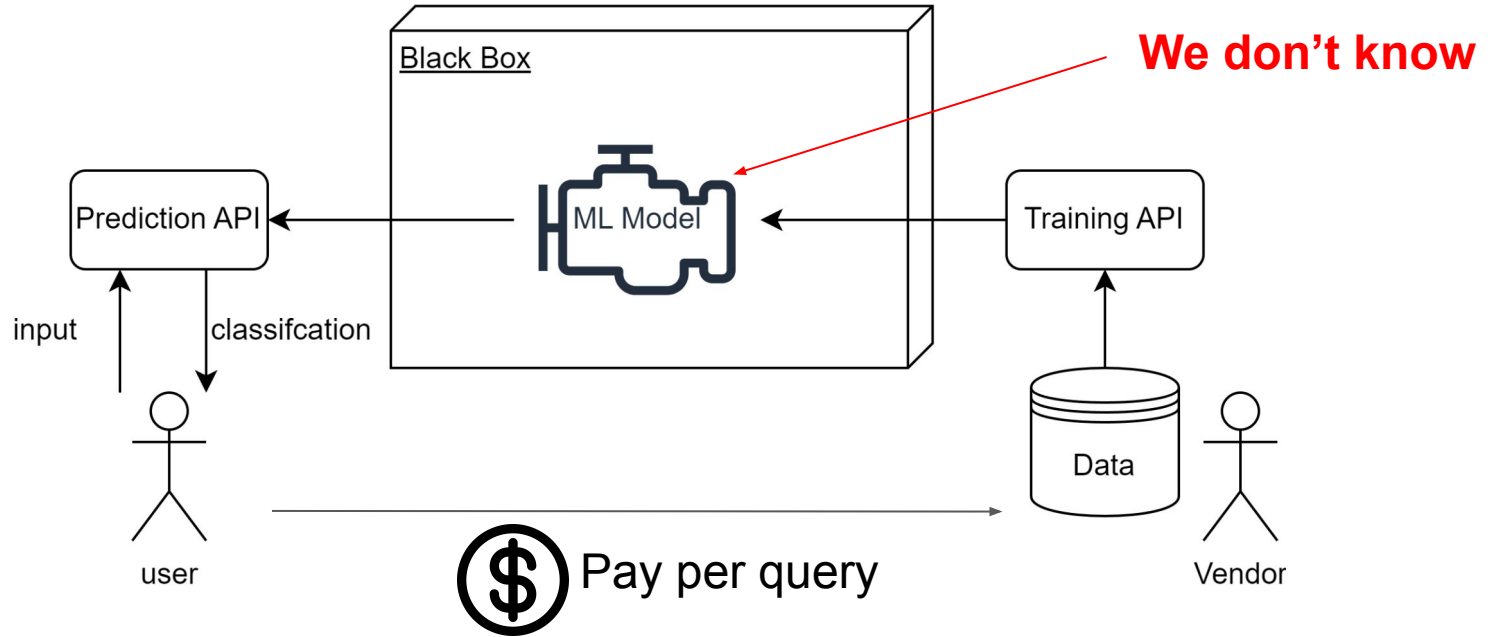 Black Box
We don't know
Prediction API
ML Model
Training API
input
classifcation
Data
user
Pay per query
Vendor